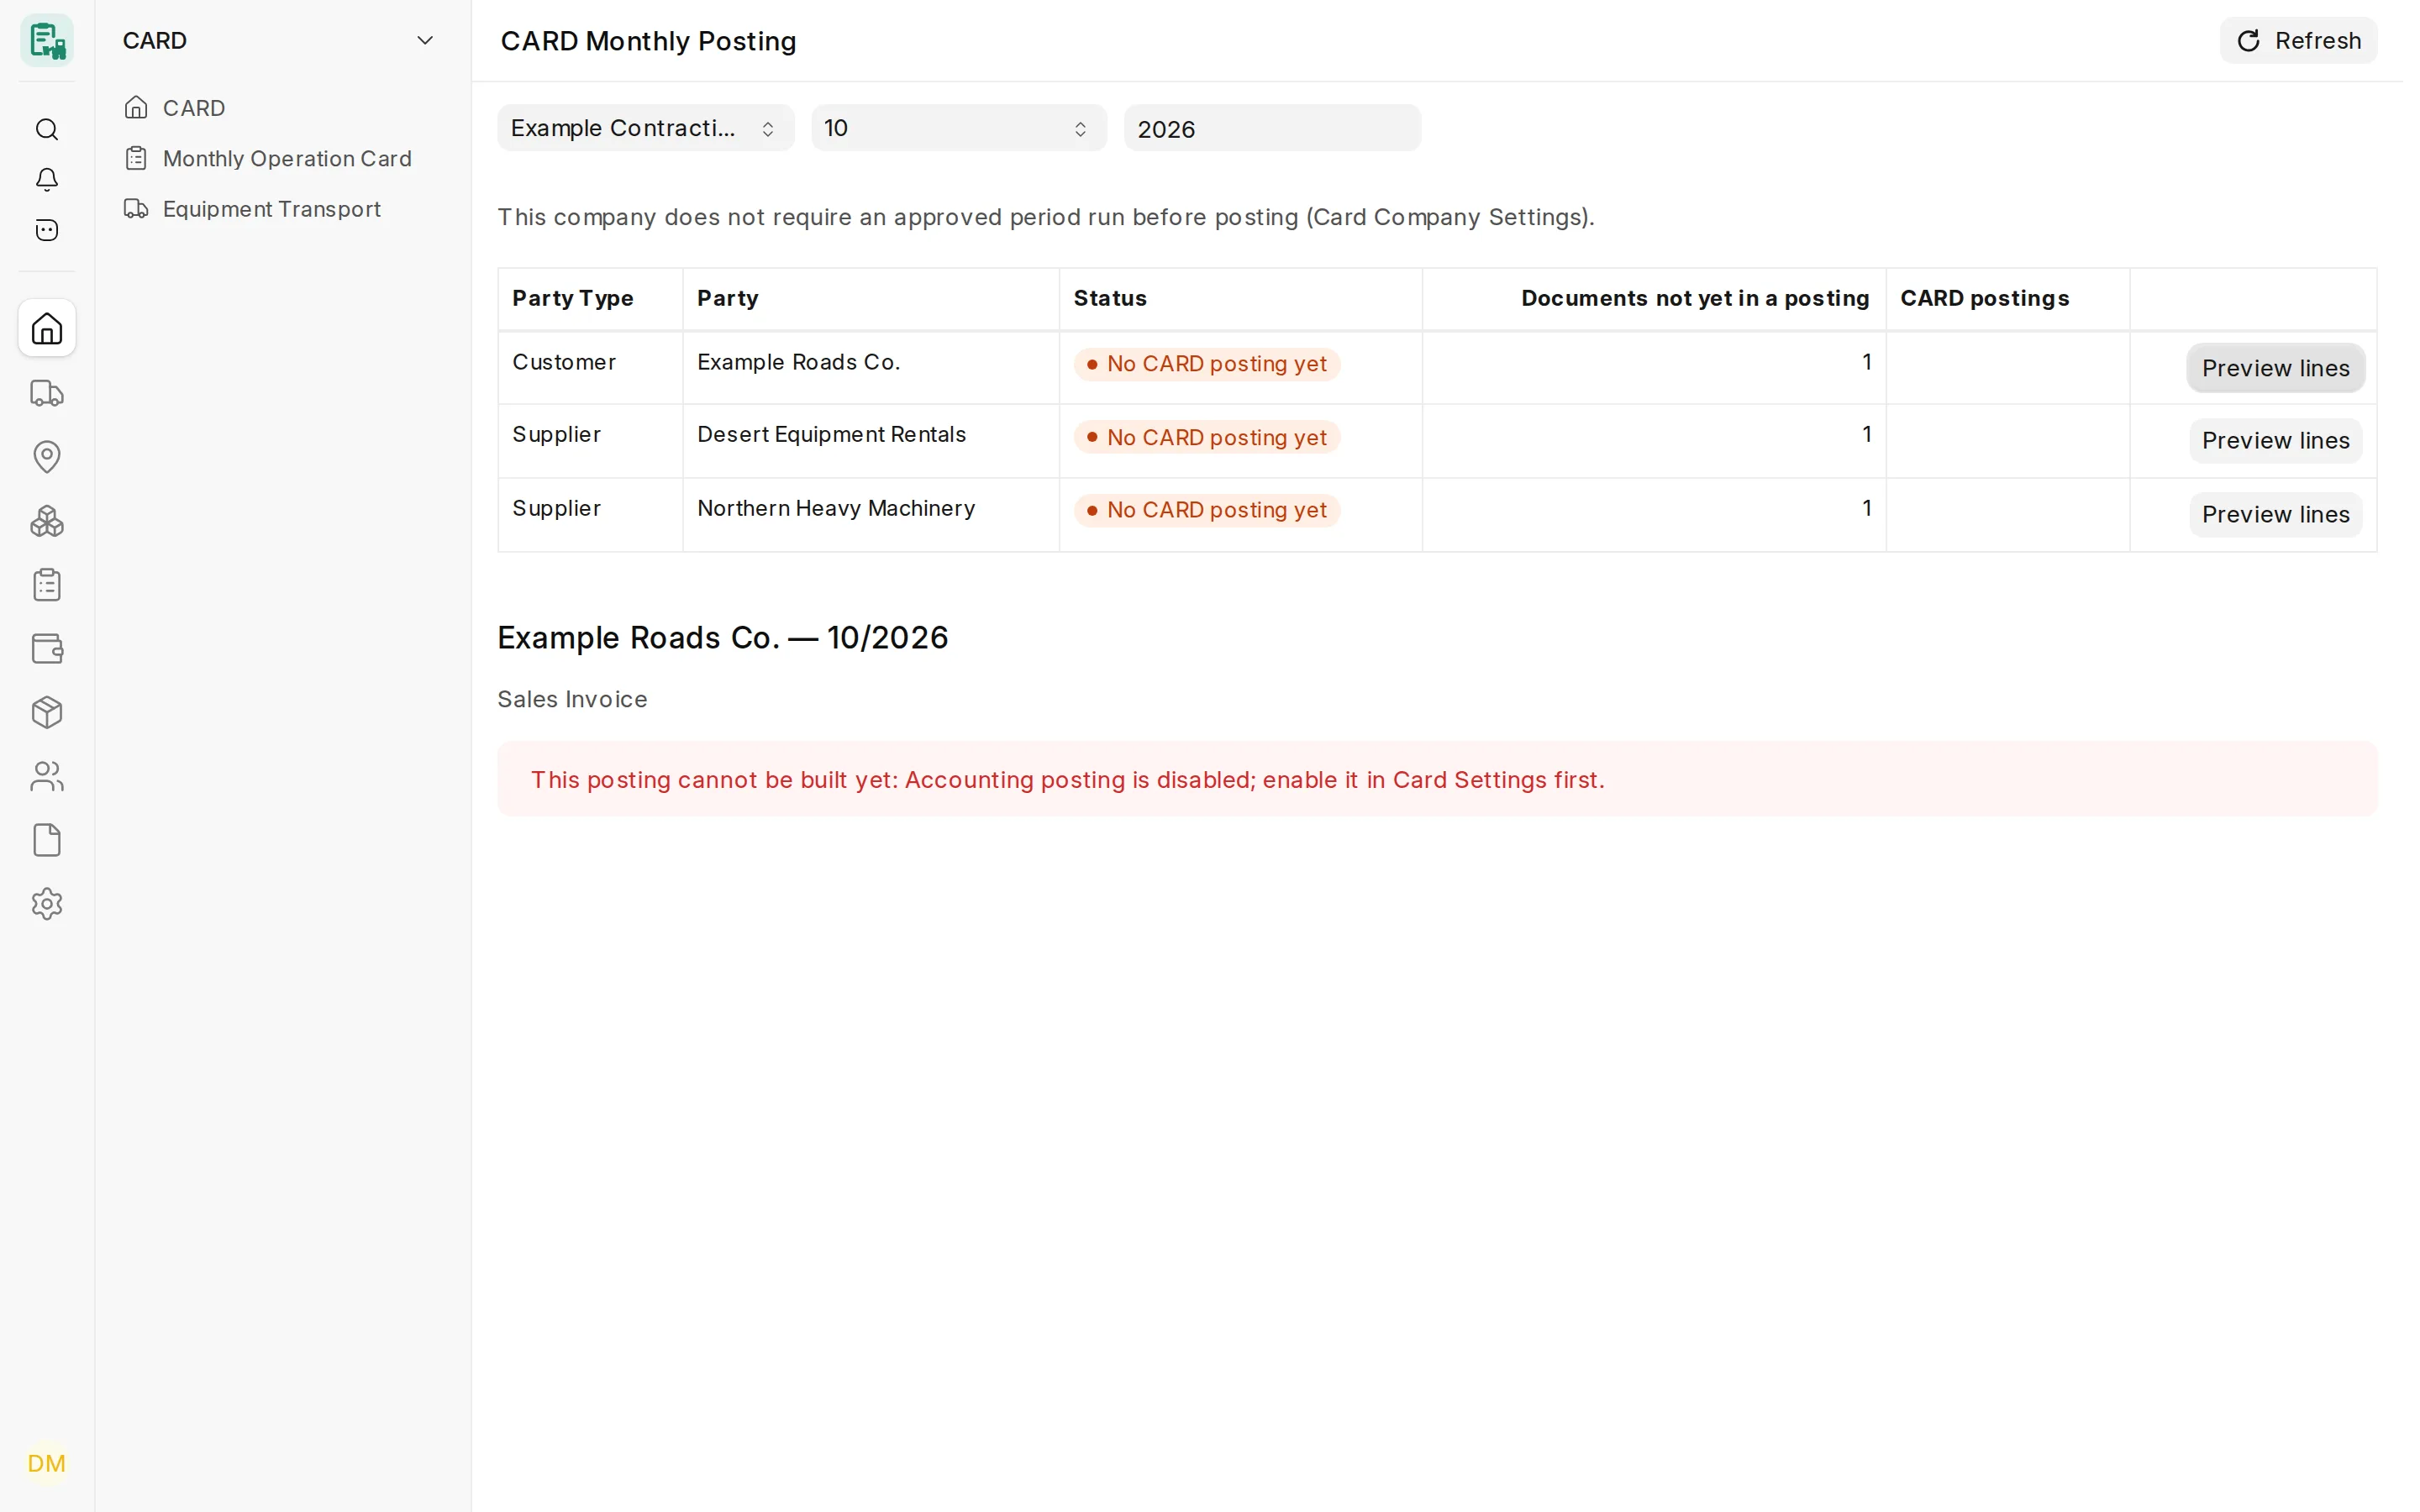 CARD
CARD Monthly Posting
Refresh
CARD
Monthly Operation Card
Equipment Transport
Example Contracti...
10
2026
This company does not require an approved period run before posting (Card Company Settings).
Party Type Party Status Documents not yet in a posting CARD postings
Customer Example Roads Co. No CARD posting yet 1 Preview lines
Supplier Desert Equipment Rentals No CARD posting yet 1 Preview lines
Supplier Northern Heavy Machinery No CARD posting yet 1 Preview lines
Example Roads Co. — 10/2026
Sales Invoice
This posting cannot be built yet: Accounting posting is disabled; enable it in Card Settings first.
DM